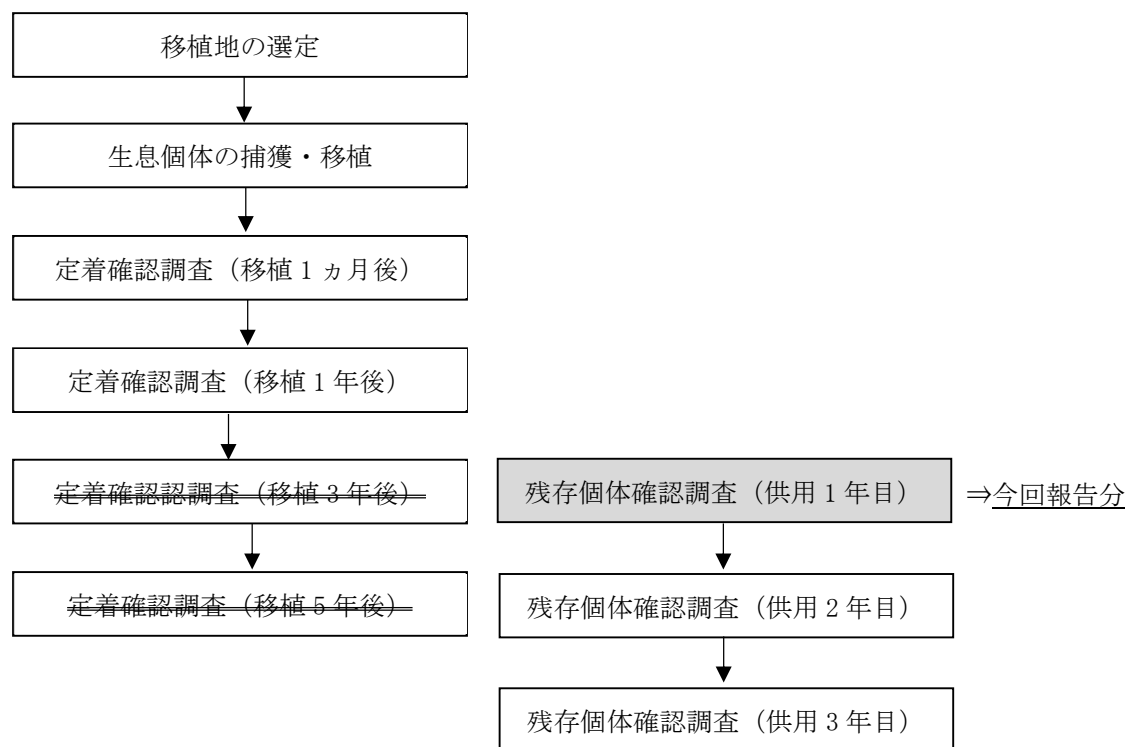 移植地の選定
生息個体の捕獲・移植
定着確認調査（移植1ヵ月後）
定着確認調査（移植1年後）
定着確認認調査（移植3年後）
定着確認調査（移植5年後）
残存個体確認調査（供用1年目） ⇒今回報告分
残存個体確認調査（供用2年目）
残存個体確認調査（供用3年目）